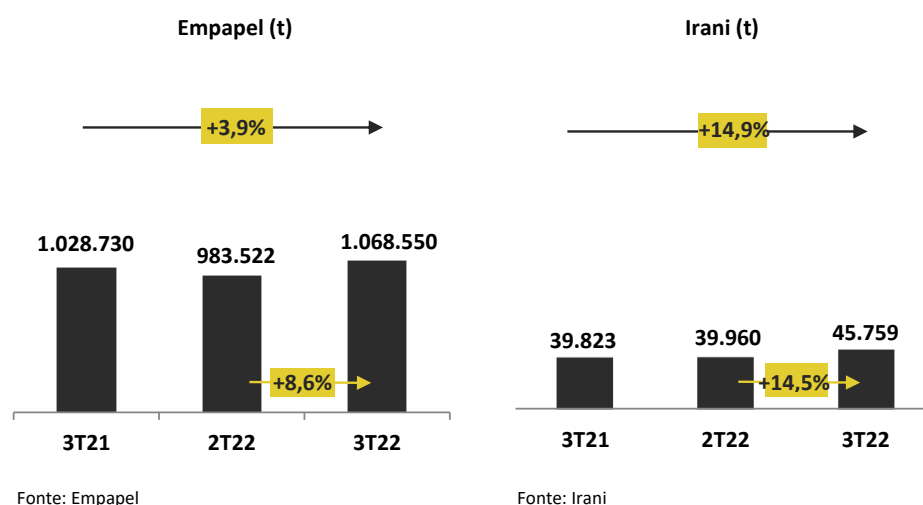 Empapel (t)
+3,9%
1.028.730
983.522
1.068.550
+8,6%
3T21
2T22
3T22
Fonte: Empapel
Irani (t)
+14,9%
39.823
39.960
45.759
+14,5%
3T21
2T22
3T22
Fonte: Irani